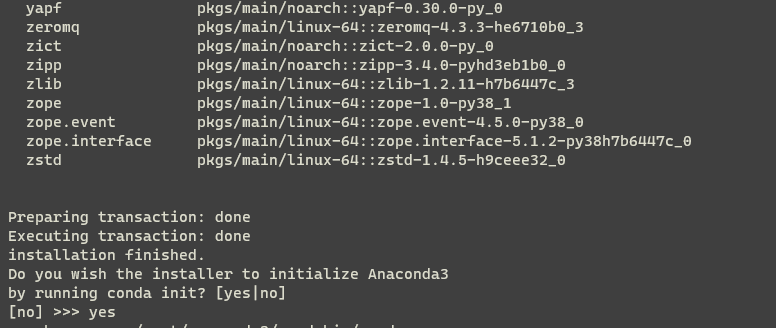 yapf pkgs/main/noarch::yapf-0.30.0-py_0
zeromq pkgs/main/linux-64::zeromq-4.3.3-he6710b0_3
zict pkgs/main/noarch::zict-2.0.0-py_0
zipp pkgs/main/noarch::zipp-3.4.0-pyhd3eb1b0_0
zlib pkgs/main/linux-64::zlib-1.2.11-h7b6447c_3
zope pkgs/main/linux-64::zope-1.0-py38_1
zope.event pkgs/main/linux-64::zope.event-4.5.0-py38_0
zope.interface pkgs/main/linux-64::zope.interface-5.1.2-py38h7b6447c_0
zstd pkgs/main/linux-64::zstd-1.4.5-h9ceee32_0
Preparing transaction: done
Executing transaction: done
installation finished.
Do you wish the installer to initialize Anaconda3
by running conda init? [yes|no]
[no] >>> yes